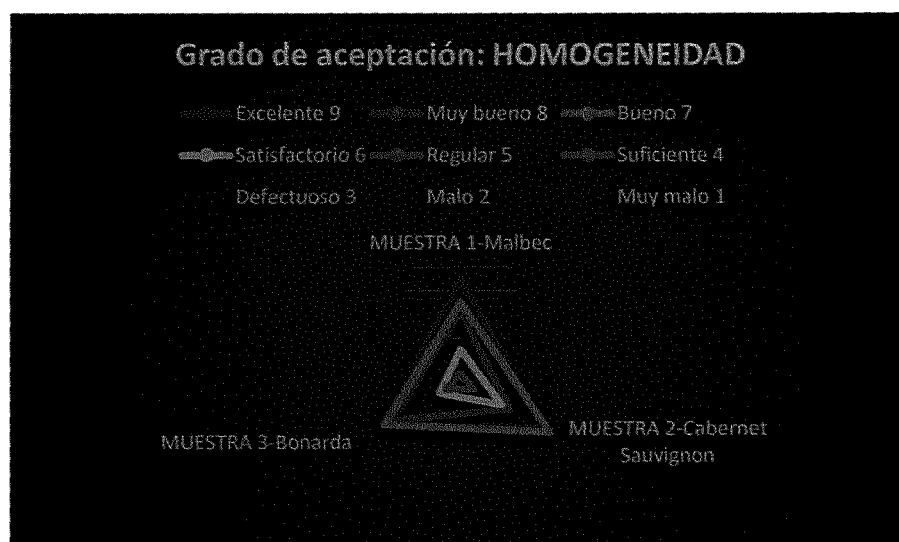 Grado de aceptación: HOMOGENEIDAD
Excelente 9 Muy bueno 8 Bueno 7
Satisfactorio 6 Regular 5 Suficiente 4
Defectuoso 3 Malo 2 Muy malo 1
MUESTRA 1-Malbec
MUESTRA 3-Bonarda
MUESTRA 2-Cabernet
Sauvignon